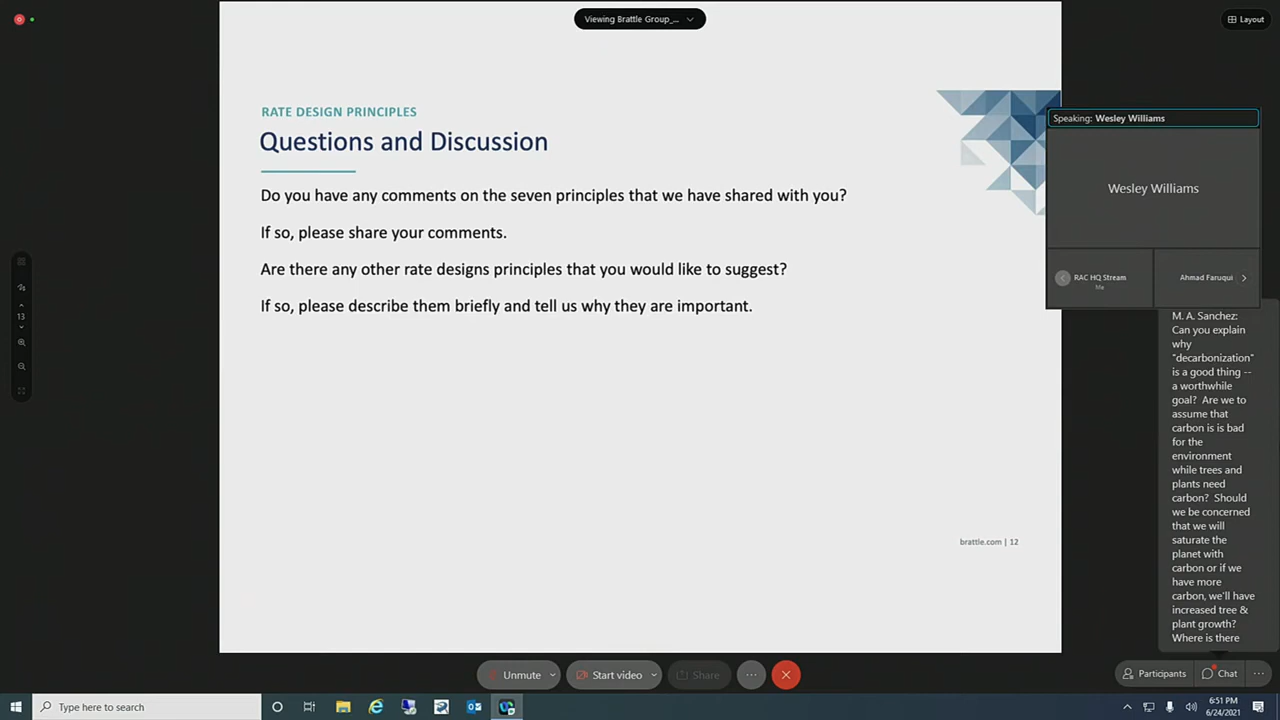 Viewing Brattle Group_...
Layout
RATE DESIGN PRINCIPLES
Questions and Discussion
Do you have any comments on the seven principles that we have shared with you?
If so, please share your comments.
Are there any other rate designs principles that you would like to suggest?
If so, please describe them briefly and tell us why they are important.
brattle.com | 12
Speaking: Wesley Williams
Wesley Williams
RAC HQ Stream
Me
Ahmad Faruqui
M. A. Sanchez:
Can you explain
why
"decarbonization"
is a good thing --
a worthwhile
goal? Are we to
assume that
carbon is is bad
for the
environment
while trees and
plants need
carbon? Should
we be concerned
that we will
saturate the
planet with
carbon or if we
have more
carbon, we'll have
increased tree &
plant growth?
Where is there
13
Unmute
Start video
Share
Participants
Chat
Type here to search
6:51 PM
6/24/2021